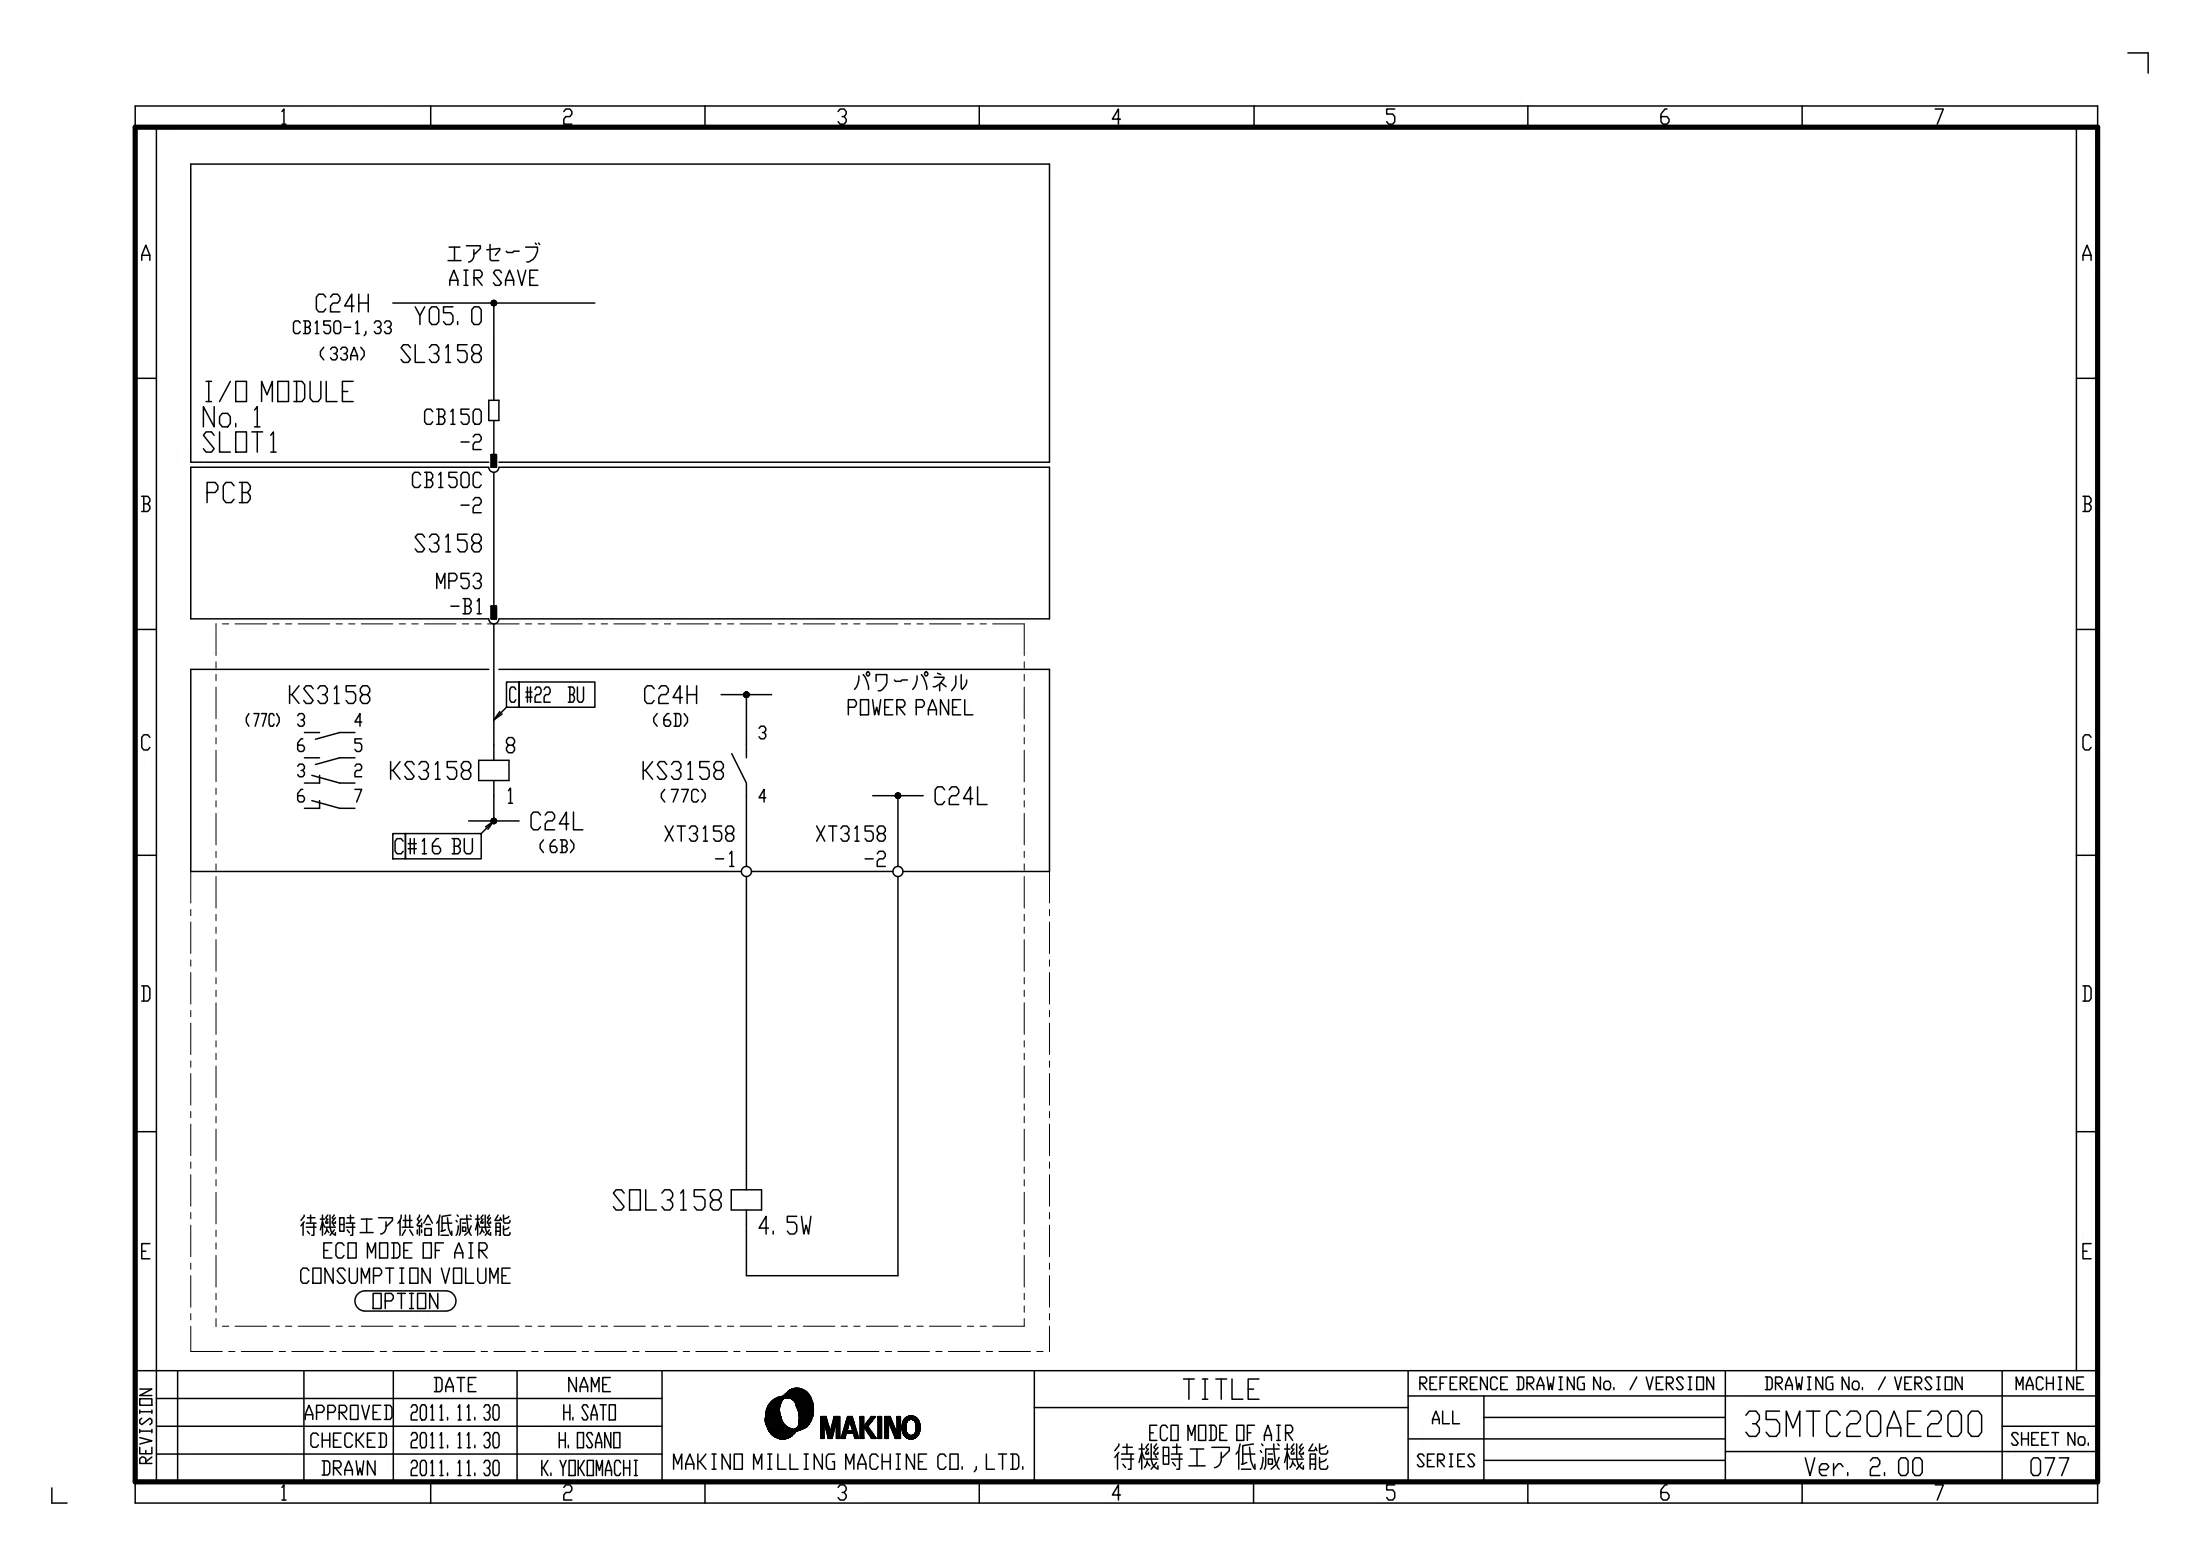 1 2 3 4 5 6 7
A A
エアセーブ
AIR SAVE
C24H
CB150-1,33
(33A)
Y05. 0
SL3158
I/O MODULE
No. 1
SLOT1
CB150
-2
B B
PCB
CB150C
-2
S3158
MP53
-B1
C C
KS3158
(77C) 3 4
6 5
3 2
6 7
C #22 BU
8
KS3158
1
C24L
(6B)
C #16 BU
C24H
(6D)
3
KS3158
(77C)
4
XT3158
-1
パワーパネル
POWER PANEL
C24L
XT3158
-2
D D
SOL3158
4. 5W
E E
待機時エア供給低減機能
ECO MODE OF AIR
CONSUMPTION VOLUME
OPTION
REVISION
DATE NAME
APPROVED 2011. 11. 30 H. SATO
CHECKED 2011. 11. 30 H. OSANO
DRAWN 2011. 11. 30 K. YOKOMACHI
MAKINO
MAKINO MILLING MACHINE CO. , LTD.
TITLE
ECO MODE OF AIR
待機時エア低減機能
REFERENCE DRAWING No. / VERSION
ALL
SERIES
DRAWING No. / VERSION
35MTC20AE200
Ver. 2. 00
MACHINE
SHEET No.
077
1 2 3 4 5 6 7